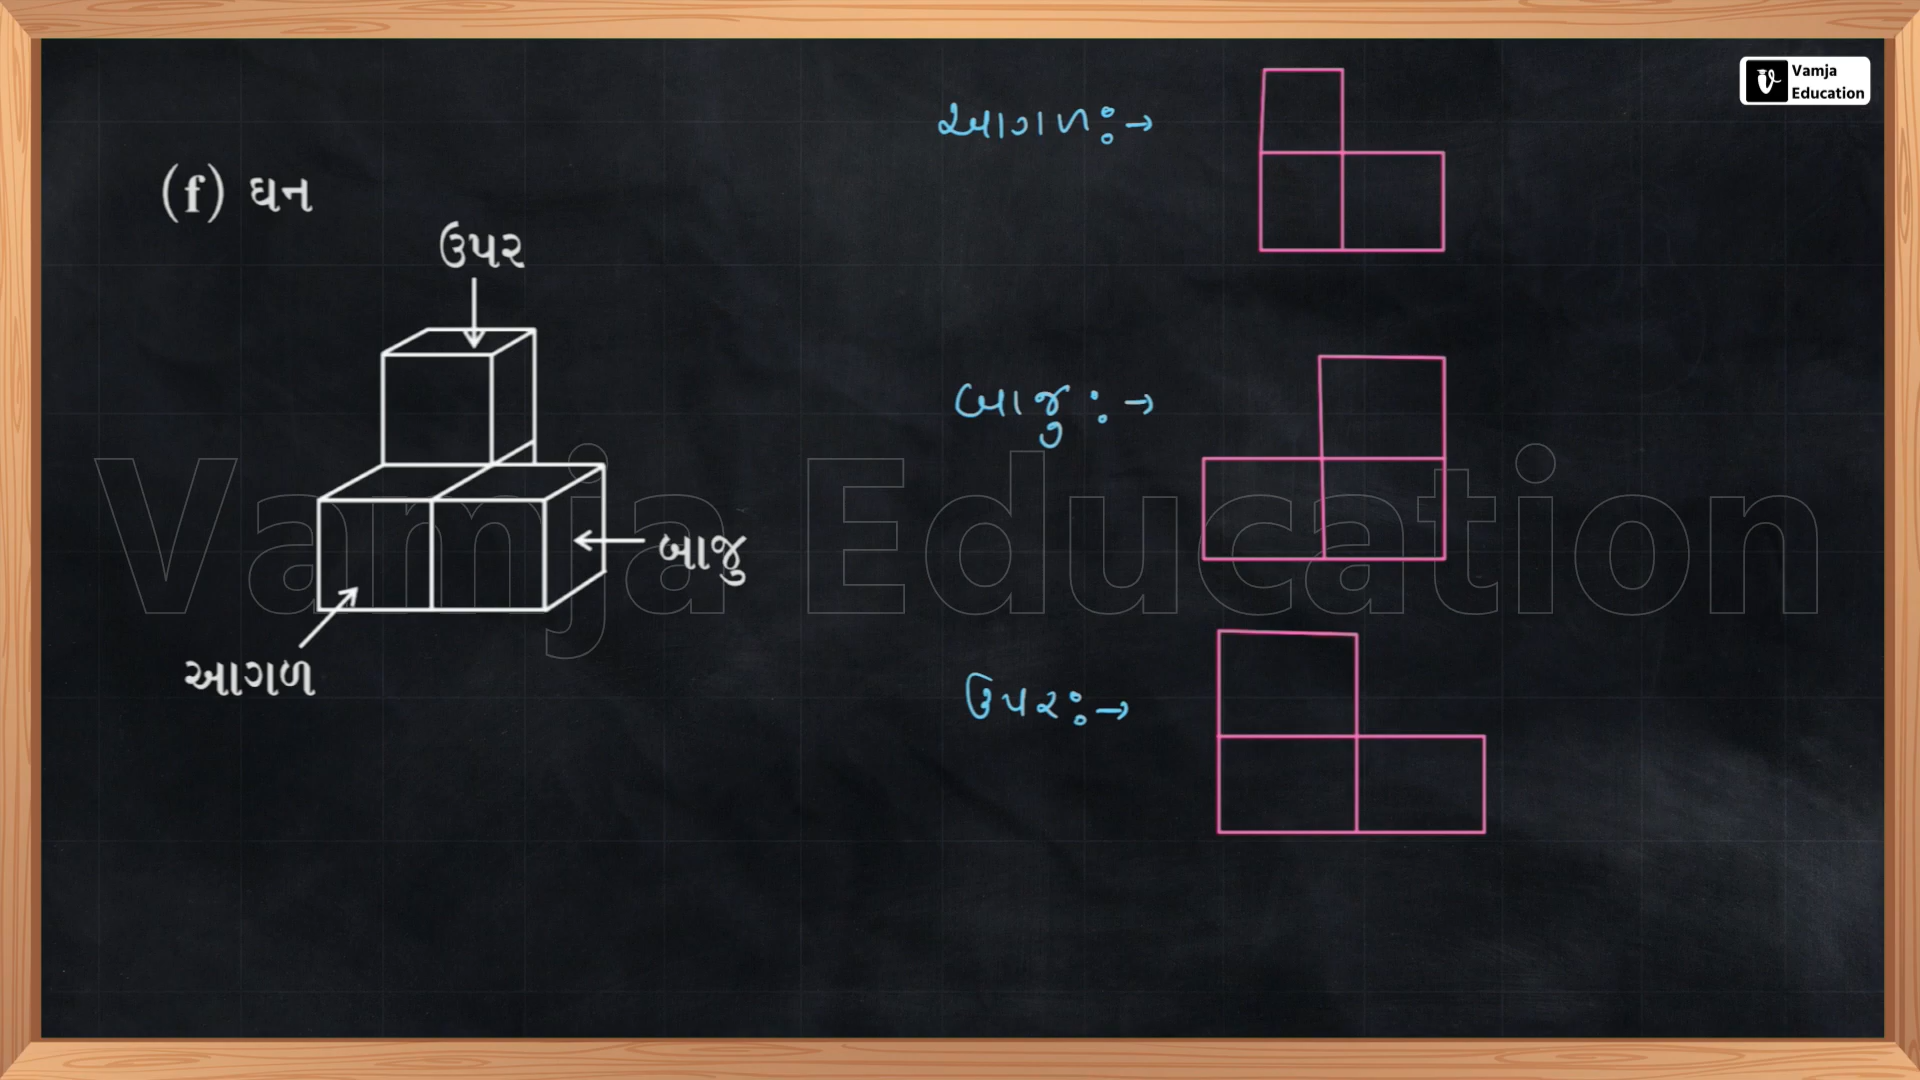 Vamja
Education
(f) ઘન
ઉપર
બાજુ
આગળ
આગળ:→
બાજુ:→
ઉપર:→
Vamja Education